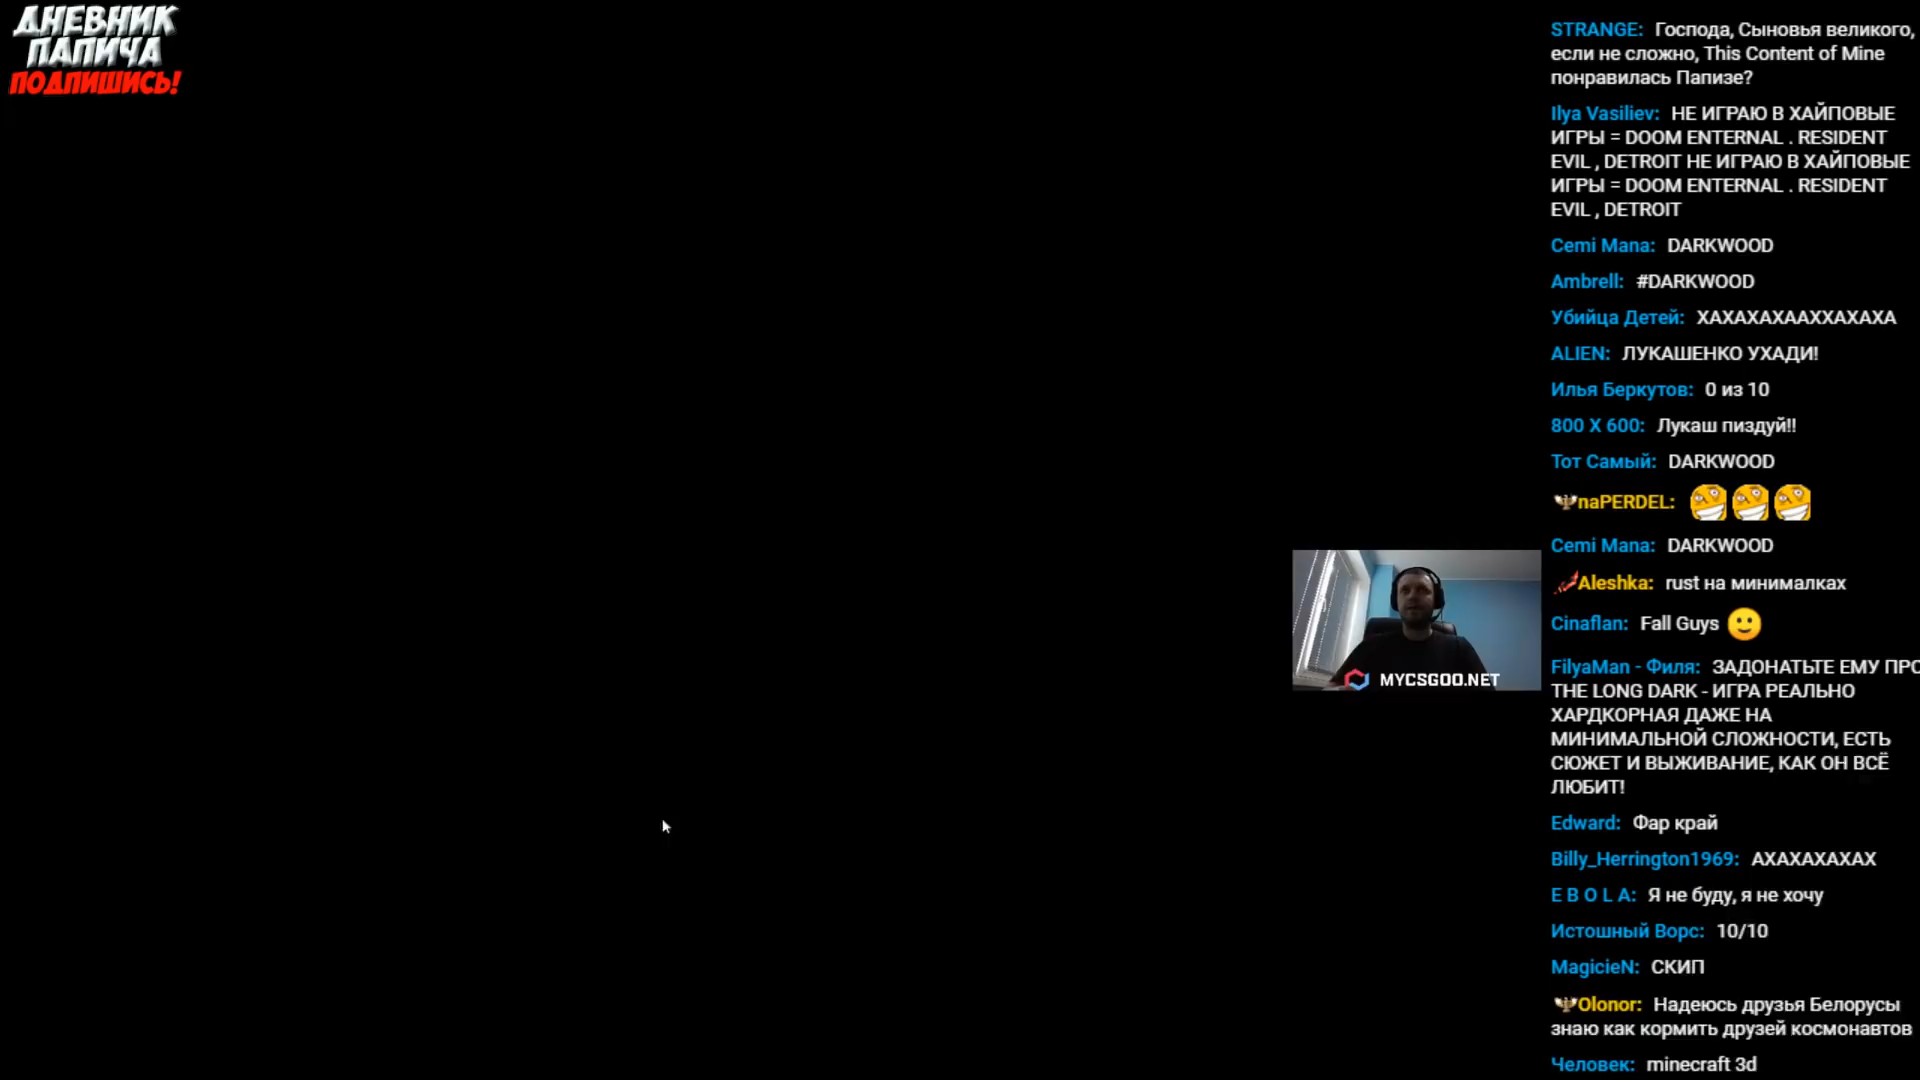 ДНЕВНИК
ПАПИЧА
ПОДПИШИСЬ!
STRANGE: Господа, Сыновья великого,
если не сложно, This Content of Mine
понравилась Папизе?
Ilya Vasiliev: НЕ ИГРАЮ В ХАЙПОВЫЕ
ИГРЫ = DOOM ENTERNAL . RESIDENT
EVIL , DETROIT НЕ ИГРАЮ В ХАЙПОВЫЕ
ИГРЫ = DOOM ENTERNAL . RESIDENT
EVIL , DETROIT
Cemi Mana: DARKWOOD
Ambrell: #DARKWOOD
Убийца Детей: ХАХАХАХААХХАХАХА
ALIEN: ЛУКАШЕНКО УХАДИ!
Илья Беркутов: 0 из 10
800 X 600: Лукаш пиздуй!!
Тот Самый: DARKWOOD
naPERDEL:
Cemi Mana: DARKWOOD
Aleshka: rust на минималках
Cinaflan: Fall Guys
FilyaMan - Филя: ЗАДОНАТЬТЕ ЕМУ ПРО
THE LONG DARK - ИГРА РЕАЛЬНО
ХАРДКОРНАЯ ДАЖЕ НА
МИНИМАЛЬНОЙ СЛОЖНОСТИ, ЕСТЬ
СЮЖЕТ И ВЫЖИВАНИЕ, КАК ОН ВСЁ
ЛЮБИТ!
Edward: Фар край
Billy_Herrington1969: АХАХАХАХАХ
E B O L A: Я не буду, я не хочу
Истошный Ворс: 10/10
MagicieN: СКИП
Olonor: Надеюсь друзья Белорусы
знаю как кормить друзей космонавтов
Человек: minecraft 3d
MYCSGOO.NET